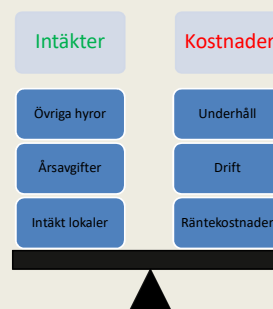 Intäkter
Kostnader
Övriga hyror
Underhåll
Årsavgifter
Drift
Intäkt lokaler
Räntekostnader